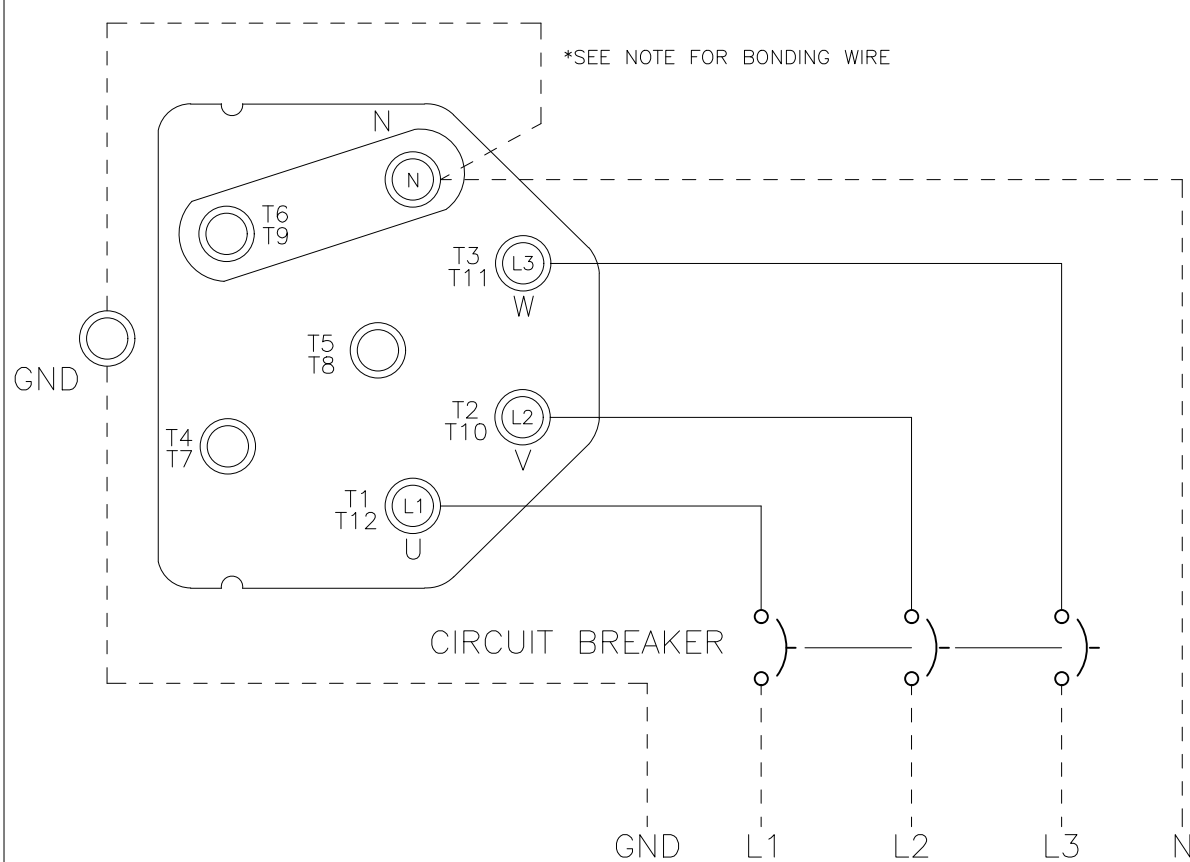 *SEE NOTE FOR BONDING WIRE
N
N
T6
T9
T3
T11
L3
W
GND
T5
T8
T2
T10
L2
V
T4
T7
T1
T12
L1
U
CIRCUIT BREAKER
GND L1 L2 L3 N